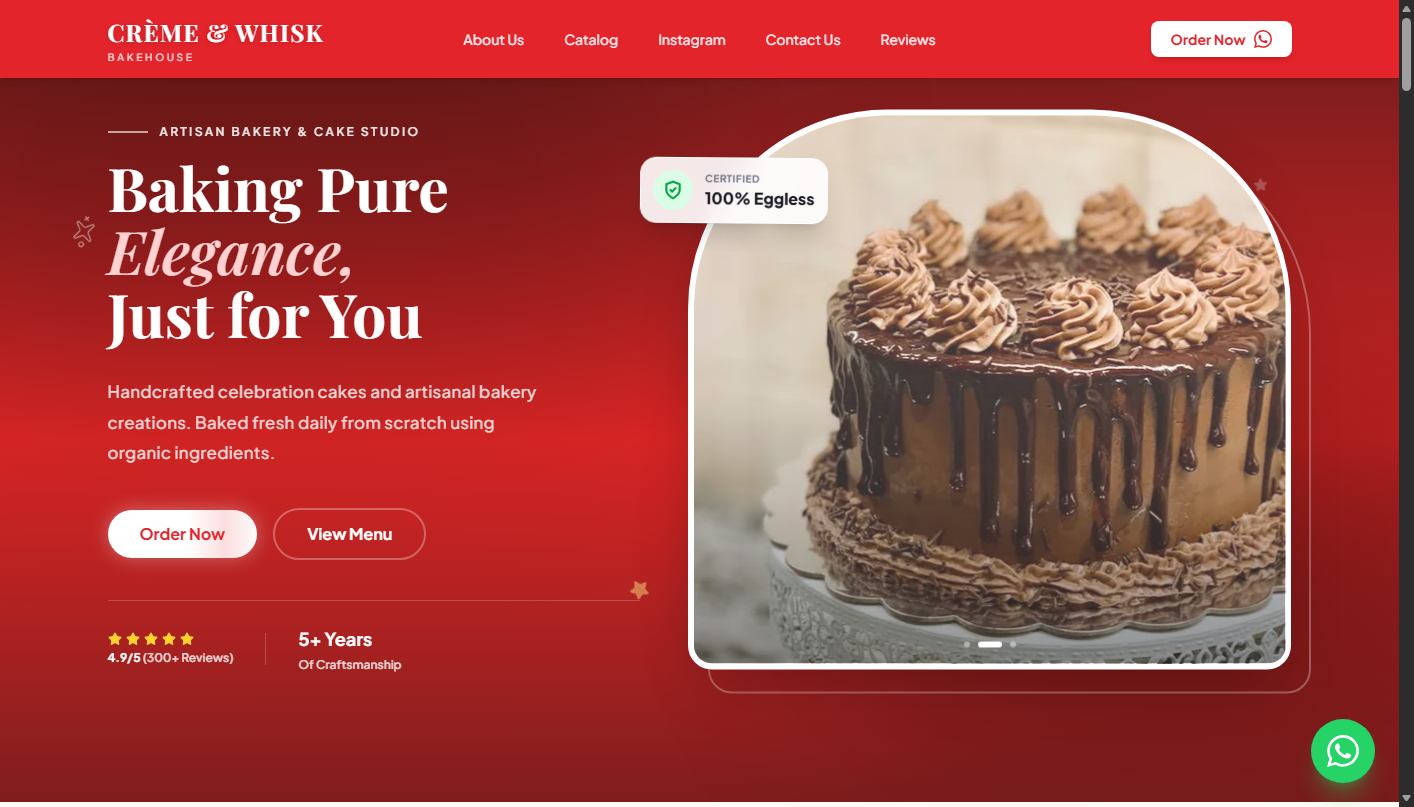 CRÈME & WHISK
BAKEHOUSE
About Us
Catalog
Instagram
Contact Us
Reviews
Order Now
ARTISAN BAKERY & CAKE STUDIO
Baking Pure
Elegance,
Just for You
Handcrafted celebration cakes and artisanal bakery
creations. Baked fresh daily from scratch using
organic ingredients.
Order Now
View Menu
4.9/5 (300+ Reviews)
5+ Years
Of Craftsmanship
CERTIFIED
100% Eggless